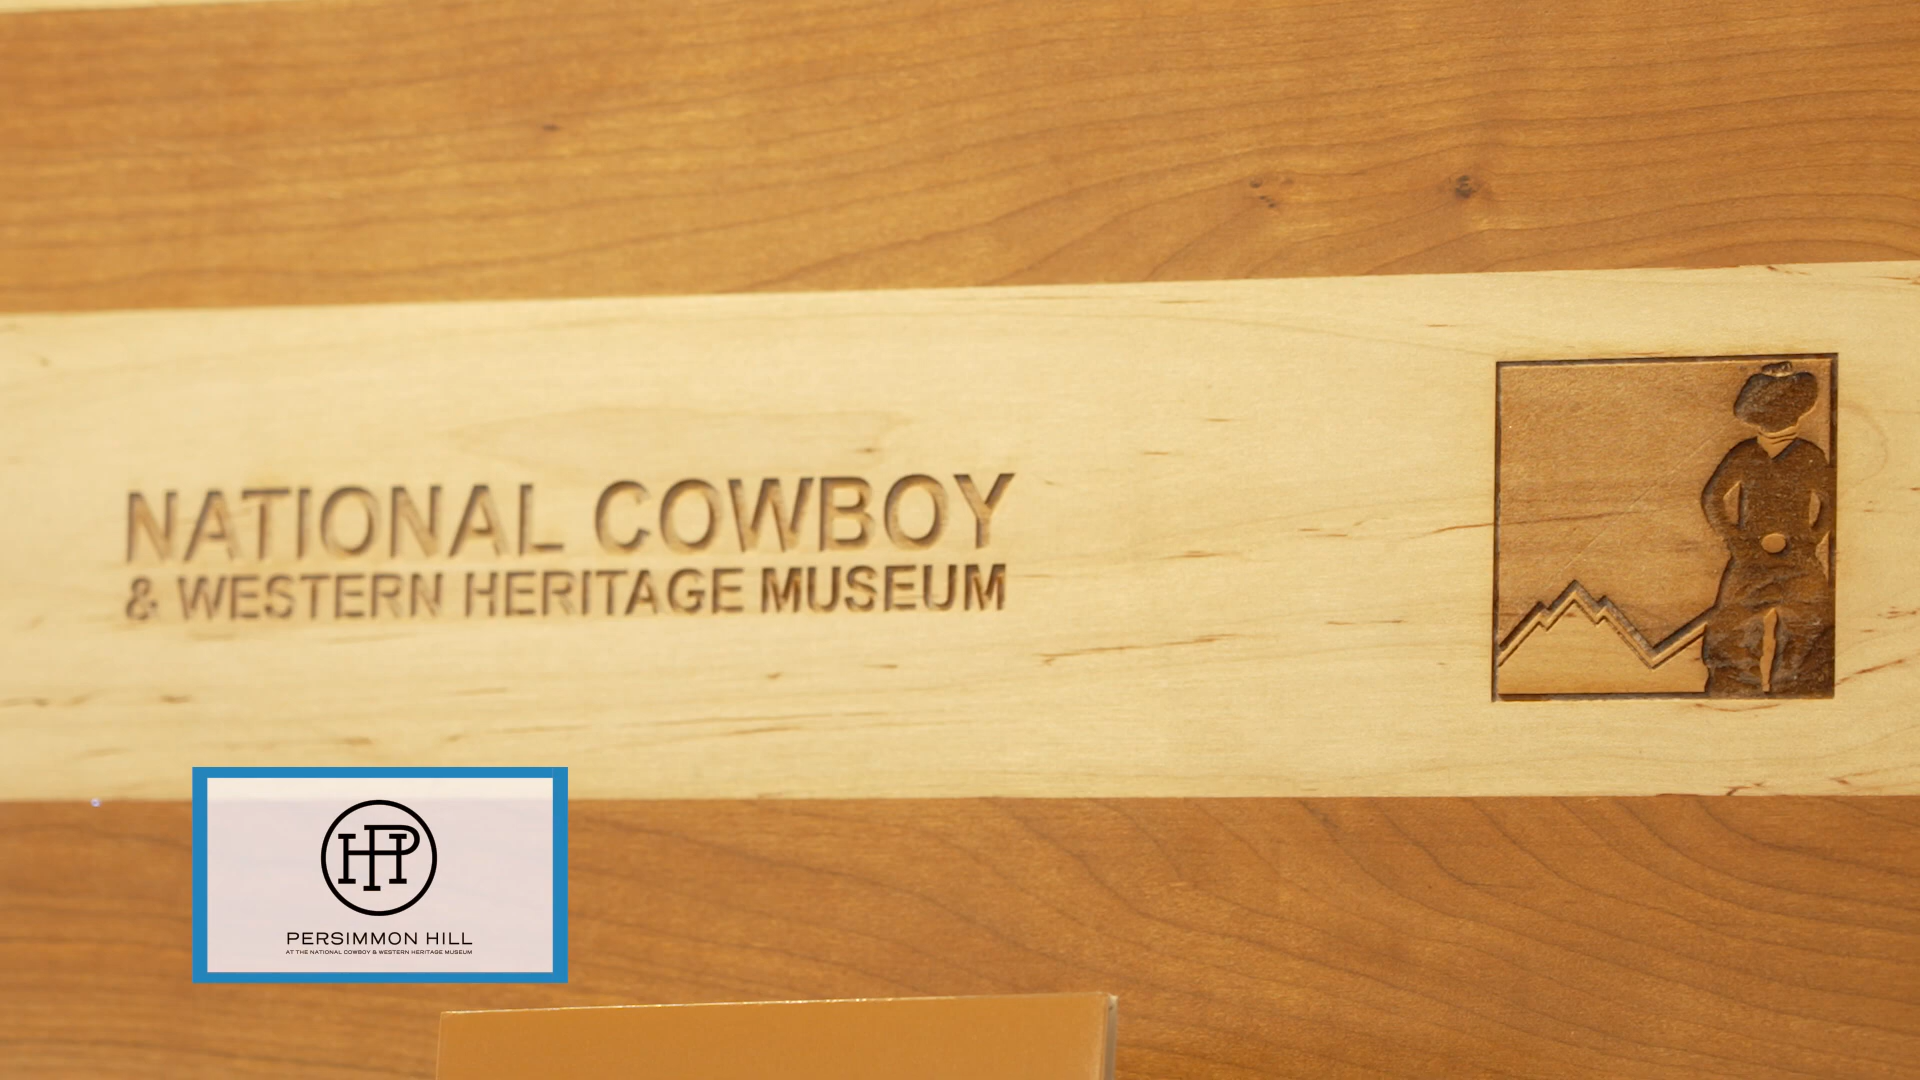 NATIONAL COWBOY
& WESTERN HERITAGE MUSEUM
HP
PERSIMMON HILL
AT THE NATIONAL COWBOY & WESTERN HERITAGE MUSEUM